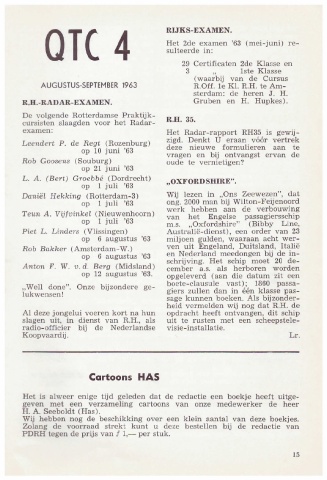 QTC 4
AUGUSTUS-SEPTEMBER 1963
R.H.-RADAR-EXAMEN.
De volgende Rotterdamse Praktijk-
cursisten slaagden voor het Radar-
examen:
Leendert P. de Regt (Rozenburg)
op 10 juni '63
Rob Goosens (Souburg)
op 21 juni '63
L. A. (Bert) Groebbé (Dordrecht)
op 1 juli '63
Daniël Hekking (Rotterdam-3)
op 1 juli '63
Teun A. Vijfwinkel (Nieuwenhoorn)
op 1 juli '63
Piet L. Linders (Vlissingen)
op 6 augustus '63
Rob Bakker (Amsterdam-W.)
op 6 augustus '63
Anton F. W. v.d. Berg (Midsland)
op 12 augustus '63
„Well done”. Onze bijzondere ge-
lukwensen!
Al deze jongelui voeren kort na hun
slagen uit, in dienst van R.H., als
radio-officier bij de Nederlandse
Koopvaardij.
RIJKS-EXAMEN.
Het 2de examen '63 (mei-juni) re-
sulteerde in:
29 Certificaten 2de Klasse en
3 „ 1ste Klasse
(waarbij van de Cursus
R.Off. 1e Kl. R.H. te Am-
sterdam: de heren J. H.
Gruben en H. Hupkes).
R.H. 35.
Het Radar-rapport RH35 is gewij-
zigd. Denkt U eraan vóór vertrek
deze nieuwe formulieren aan te
vragen en bij ontvangst ervan de
oude te vernietigen?
„OXFORDSHIRE”.
Wij lezen in „Ons Zeewezen”, dat
ong. 2000 man bij Wilton-Feijenoord
werk hebben aan de verbouwing
van het Engelse passagiersschip
m.s. „Oxfordshire” (Bibby Line,
Australië-dienst), een order van 23
miljoen gulden, waaraan acht wer-
ven uit Engeland, Duitsland, Italië
en Nederland meedongen bij de in-
schrijving. Het schip moet 20 de-
cember a.s. als herboren worden
opgeleverd (aan die datum zit een
boete-clausule vast); 1860 passa-
giers zullen dan in één klasse pas-
sage kunnen boeken. Als bijzonder-
heid vermelden wij nog dat R.H. de
opdracht heeft ontvangen, dit schip
uit te rusten met een scheepstele-
visie-installatie.
Lr.
Cartoons HAS
Het is alweer enige tijd geleden dat de redactie een boekje heeft uitge-
geven met een verzameling cartoons van onze medewerker de heer
H. A. Seeboldt (Has).
Wij hebben nog de beschikking over een klein aantal van deze boekjes.
Zolang de voorraad strekt kunt u deze bestellen bij de redactie van
PDRH tegen de prijs van ƒ 1,— per stuk.
15